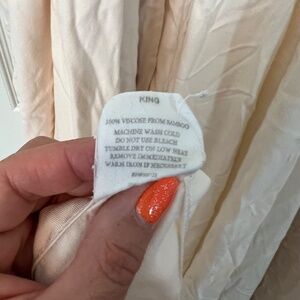 KING
100% VISCOSE FROM BAMBOO
MACHINE WASH COLD
DO NOT USE BLEACH
TUMBLE DRY ON LOW HEAT
REMOVE IMMEDIATELY
WARM IRON IF NECESSARY